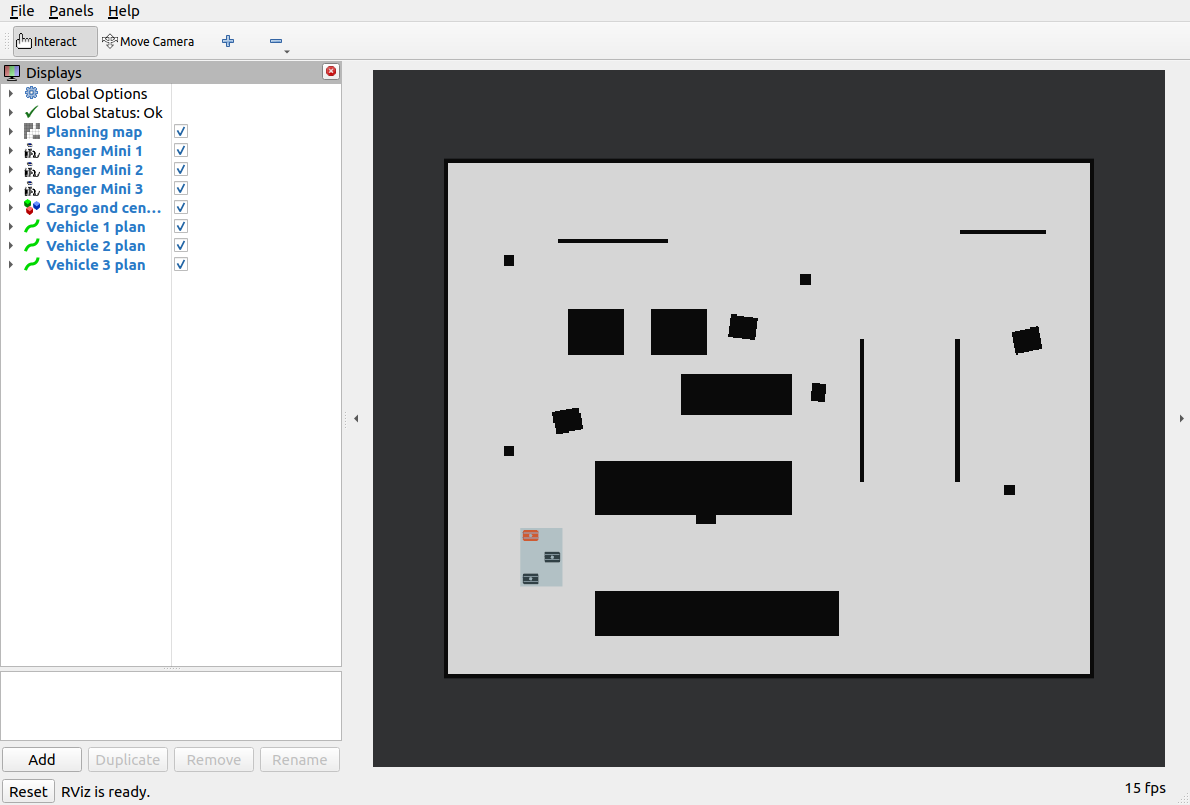 File Panels Help
Interact Move Camera
Displays
Global Options
Global Status: Ok
Planning map
Ranger Mini 1
Ranger Mini 2
Ranger Mini 3
Cargo and cen...
Vehicle 1 plan
Vehicle 2 plan
Vehicle 3 plan
Add Duplicate Remove Rename
Reset RViz is ready. 15 fps